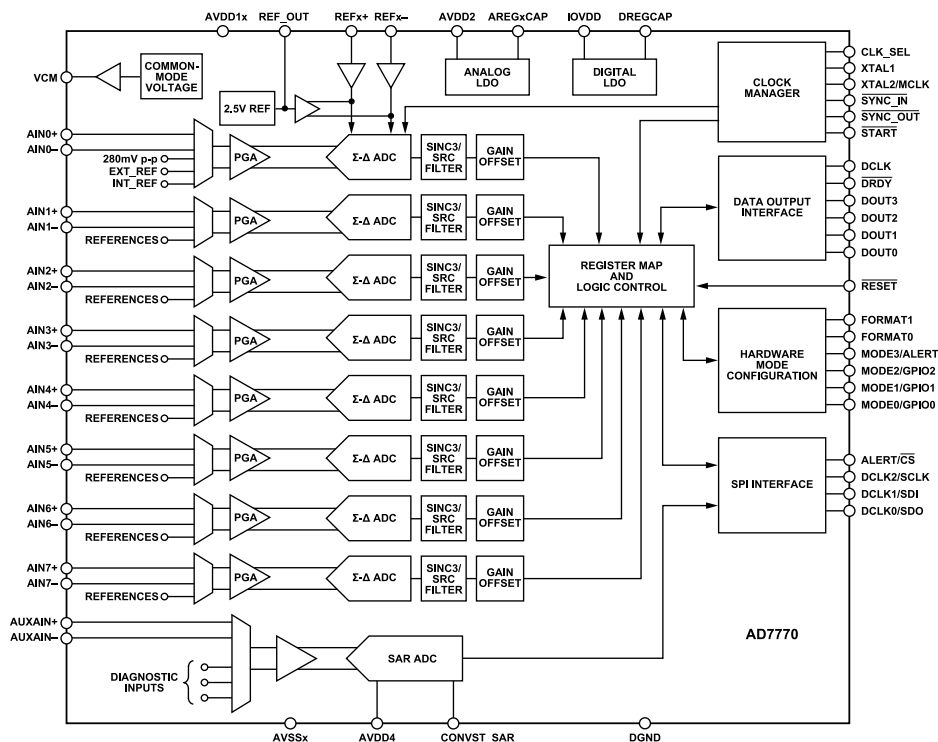 AVDD1x REF_OUT REFx+ REFx– AVDD2 AREGxCAP IOVDD DREGCAP
VCM
COMMON-
MODE
VOLTAGE
2.5V REF
ANALOG
LDO
DIGITAL
LDO
CLOCK
MANAGER
CLK_SEL
XTAL1
XTAL2/MCLK
SYNC_IN
SYNC_OUT
START
AIN0+
AIN0–
280mV p-p
EXT_REF
INT_REF
PGA
Σ-Δ ADC
SINC3/
SRC
FILTER
GAIN
OFFSET
DATA OUTPUT
INTERFACE
DCLK
DRDY
DOUT3
DOUT2
DOUT1
DOUT0
AIN1+
AIN1–
REFERENCES
PGA
Σ-Δ ADC
SINC3/
SRC
FILTER
GAIN
OFFSET
REGISTER MAP
AND
LOGIC CONTROL
RESET
AIN2+
AIN2–
REFERENCES
PGA
Σ-Δ ADC
SINC3/
SRC
FILTER
GAIN
OFFSET
AIN3+
AIN3–
REFERENCES
PGA
Σ-Δ ADC
SINC3/
SRC
FILTER
GAIN
OFFSET
HARDWARE
MODE
CONFIGURATION
FORMAT1
FORMAT0
MODE3/ALERT
MODE2/GPIO2
MODE1/GPIO1
MODE0/GPIO0
AIN4+
AIN4–
REFERENCES
PGA
Σ-Δ ADC
SINC3/
SRC
FILTER
GAIN
OFFSET
AIN5+
AIN5–
REFERENCES
PGA
Σ-Δ ADC
SINC3/
SRC
FILTER
GAIN
OFFSET
SPI INTERFACE
ALERT/CS
DCLK2/SCLK
DCLK1/SDI
DCLK0/SDO
AIN6+
AIN6–
REFERENCES
PGA
Σ-Δ ADC
SINC3/
SRC
FILTER
GAIN
OFFSET
AIN7+
AIN7–
REFERENCES
PGA
Σ-Δ ADC
SINC3/
SRC
FILTER
GAIN
OFFSET
AUXAIN+
AUXAIN–
DIAGNOSTIC
INPUTS
SAR ADC
AD7770
AVSSx AVDD4 CONVST_SAR DGND